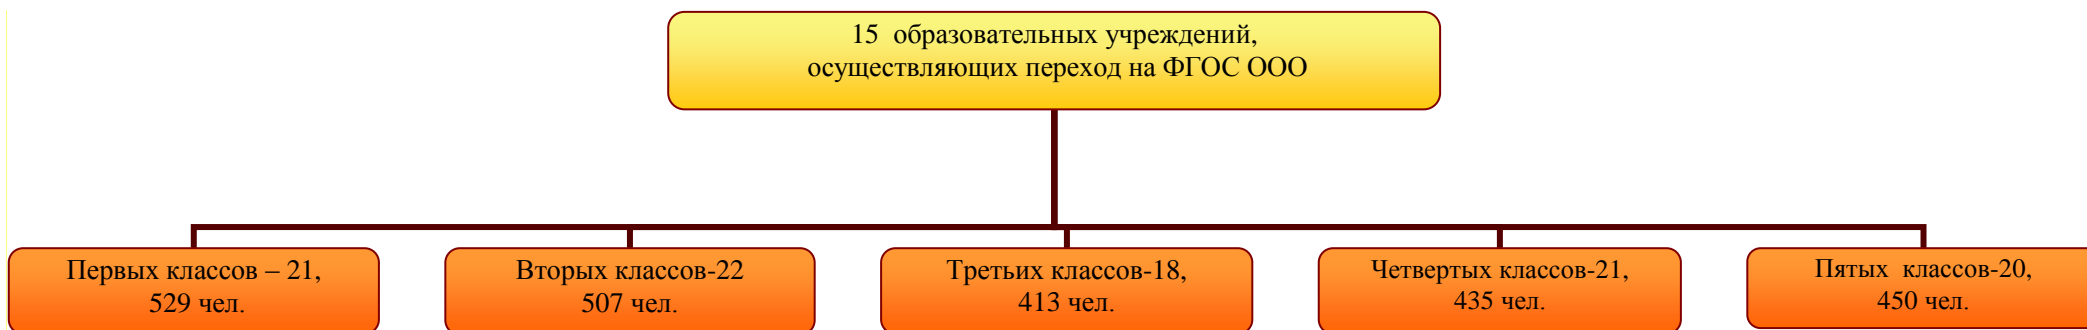 15 образовательных учреждений,
осуществляющих переход на ФГОС ООО
Первых классов – 21,
529 чел.
Вторых классов-22
507 чел.
Третьих классов-18,
413 чел.
Четвертых классов-21,
435 чел.
Пятых классов-20,
450 чел.